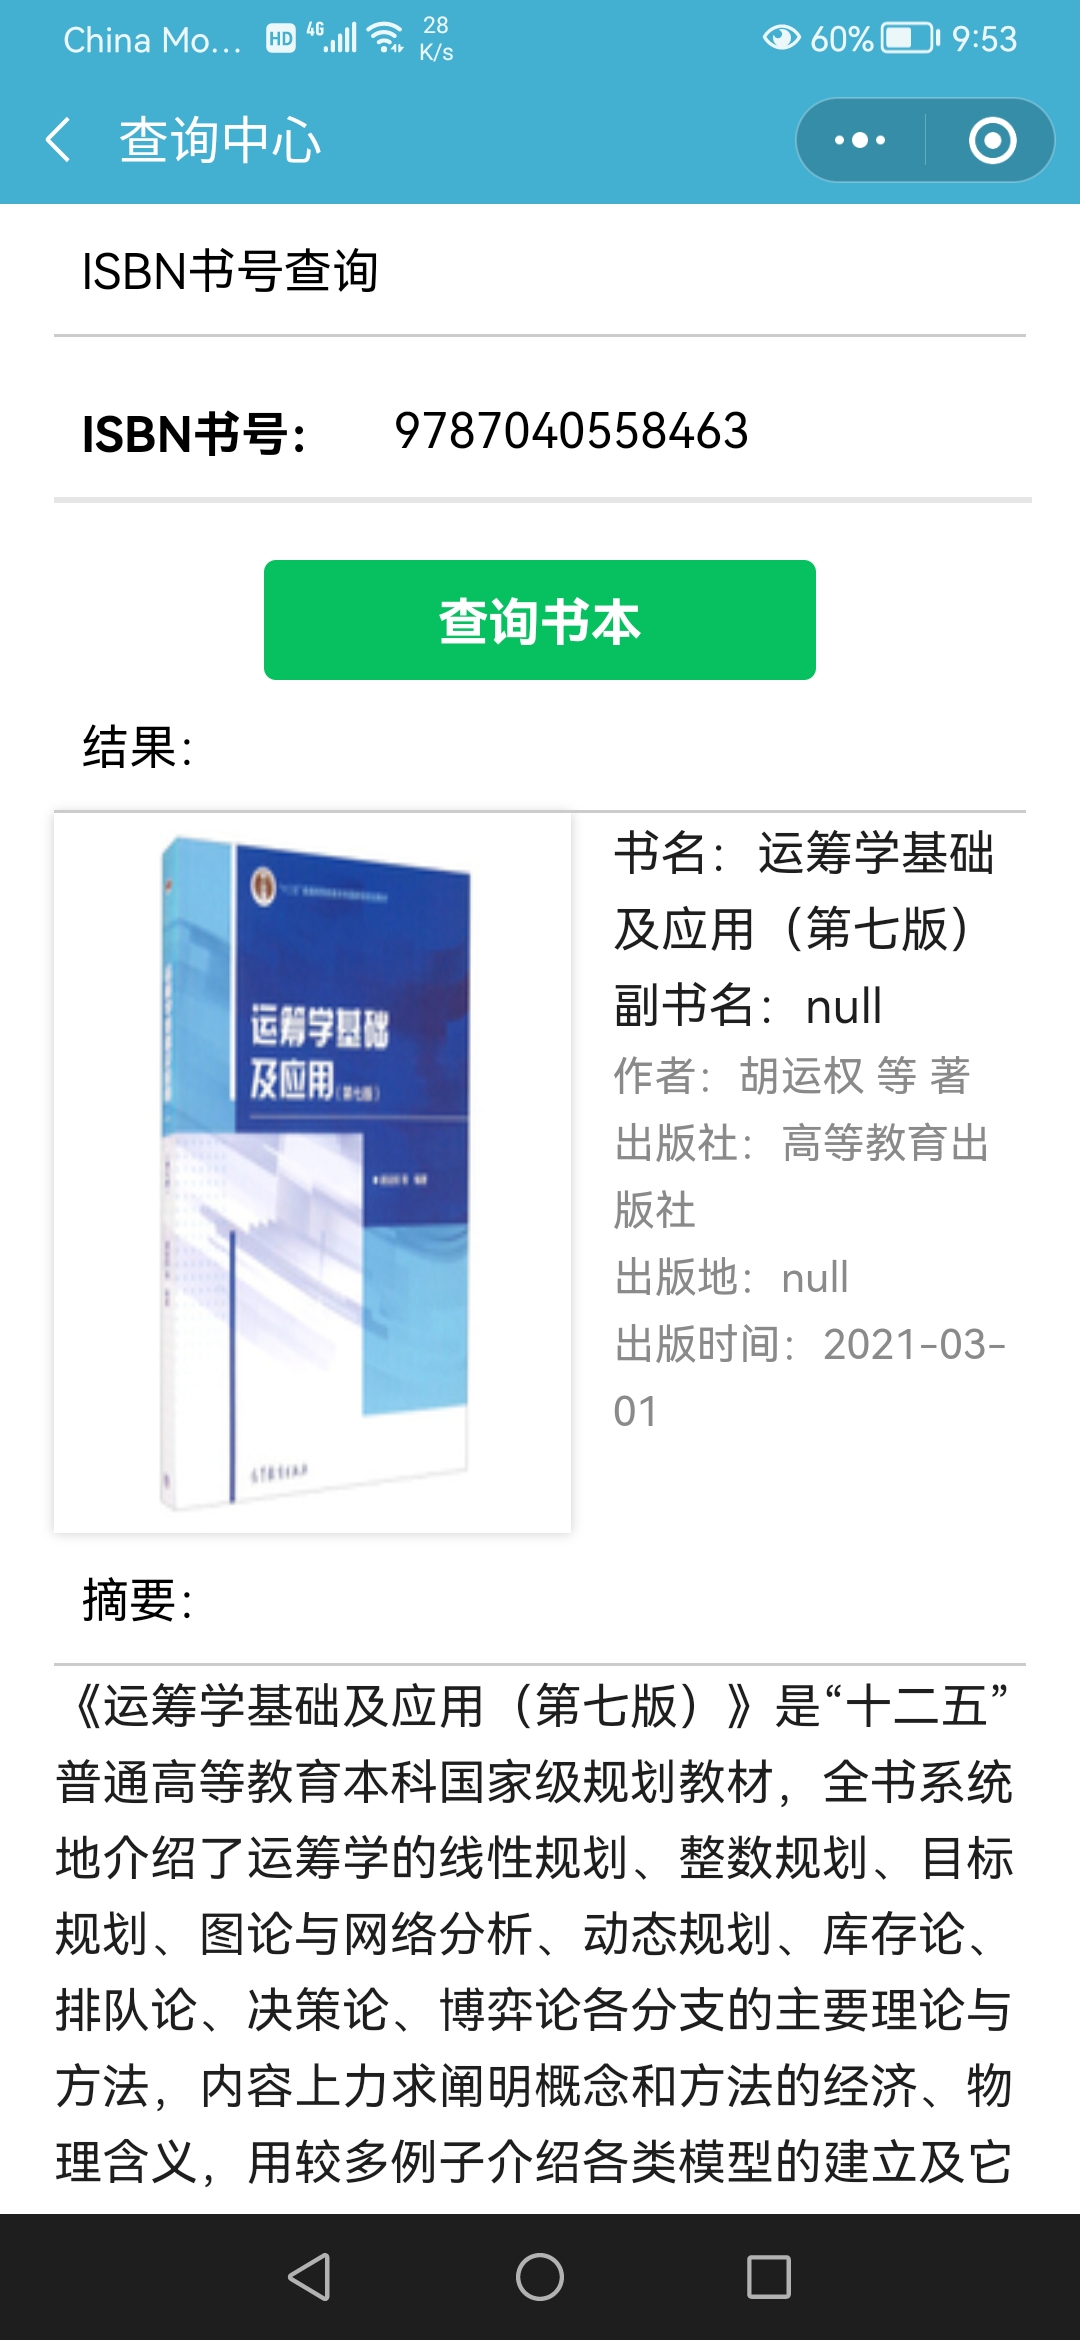 China Mo... HD 4G 28 K/s 60% 9:53
查询中心
ISBN书号查询
ISBN书号: 9787040558463
查询书本
结果:
书名：运筹学基础
及应用（第七版）
副书名：null
作者：胡运权 等 著
出版社：高等教育出
版社
出版地：null
出版时间：2021-03-
01
运筹学基础
及应用(第七版)
摘要:
《运筹学基础及应用（第七版）》是“十二五”
普通高等教育本科国家级规划教材，全书系统
地介绍了运筹学的线性规划、整数规划、目标
规划、图论与网络分析、动态规划、库存论、
排队论、决策论、博弈论各分支的主要理论与
方法，内容上力求阐明概念和方法的经济、物
理含义，用较多例子介绍各类模型的建立及它